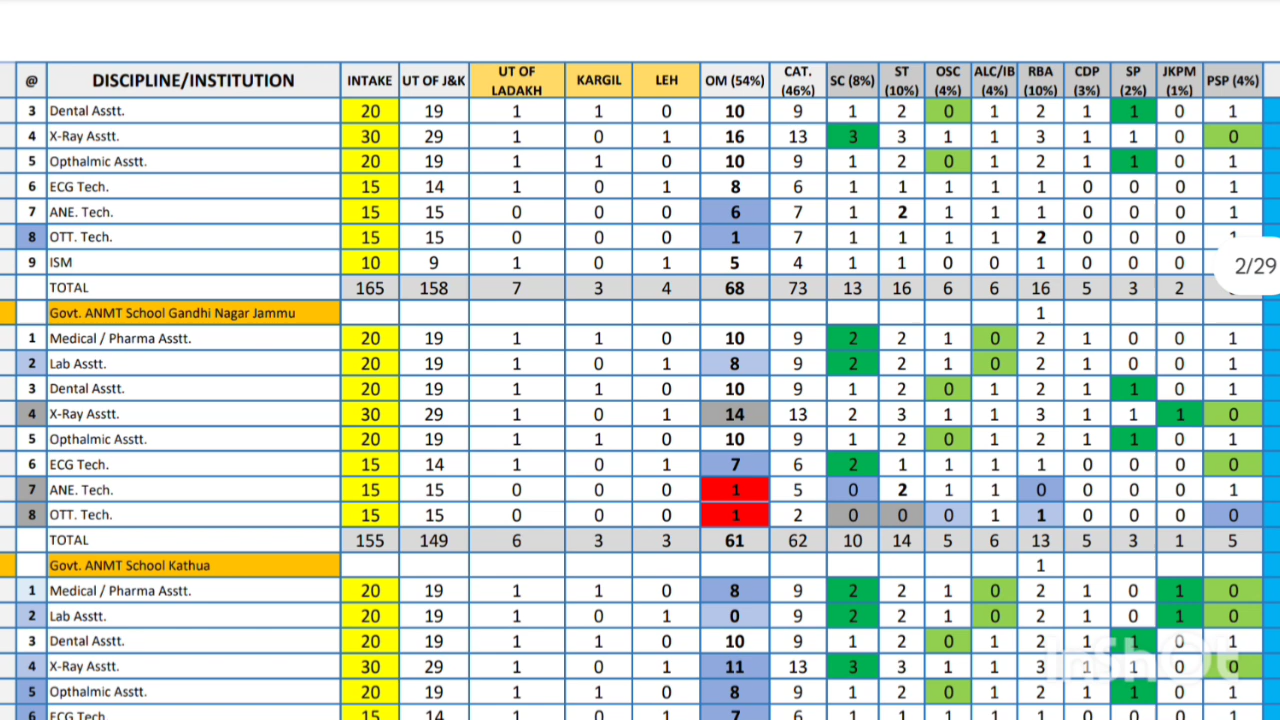 @ DISCIPLINE/INSTITUTION INTAKE UT OF J&K UT OF LADAKH KARGIL LEH OM (54%) CAT. (46%) SC (8%) ST (10%) OSC (4%) ALC/IB (4%) RBA (10%) CDP (3%) SP (2%) JKPM (1%) PSP (4%)
3 Dental Asstt. 20 19 1 1 0 10 9 1 2 0 1 2 1 1 0 1
4 X-Ray Asstt. 30 29 1 0 1 16 13 3 3 1 1 3 1 1 0 0
5 Opthalmic Asstt. 20 19 1 1 0 10 9 1 2 0 1 2 1 1 0 1
6 ECG Tech. 15 14 1 0 1 8 6 1 1 1 1 1 0 0 0 1
7 ANE. Tech. 15 15 0 0 0 6 7 1 2 1 1 1 0 0 0 1
8 OTT. Tech. 15 15 0 0 0 1 7 1 1 1 1 2 0 0 0
9 ISM 10 9 1 0 1 5 4 1 1 0 0 1 0 0 0
2/29
TOTAL 165 158 7 3 4 68 73 13 16 6 6 16 5 3 2
Govt. ANMT School Gandhi Nagar Jammu 1
1 Medical / Pharma Asstt. 20 19 1 1 0 10 9 2 2 1 0 2 1 0 0 1
2 Lab Asstt. 20 19 1 0 1 8 9 2 2 1 0 2 1 0 0 1
3 Dental Asstt. 20 19 1 1 0 10 9 1 2 0 1 2 1 1 0 1
4 X-Ray Asstt. 30 29 1 0 1 14 13 2 3 1 1 3 1 1 1 0
5 Opthalmic Asstt. 20 19 1 1 0 10 9 1 2 0 1 2 1 1 0 1
6 ECG Tech. 15 14 1 0 1 7 6 2 1 1 1 1 0 0 0 0
7 ANE. Tech. 15 15 0 0 0 1 5 0 2 1 1 0 0 0 0 1
8 OTT. Tech. 15 15 0 0 0 1 2 0 0 0 1 1 0 0 0 0
TOTAL 155 149 6 3 3 61 62 10 14 5 6 13 5 3 1 5
Govt. ANMT School Kathua 1
1 Medical / Pharma Asstt. 20 19 1 1 0 8 9 2 2 1 0 2 1 0 1 0
2 Lab Asstt. 20 19 1 0 1 0 9 2 2 1 0 2 1 0 1 0
3 Dental Asstt. 20 19 1 1 0 10 9 1 2 0 1 2 1 1 0 1
4 X-Ray Asstt. 30 29 1 0 1 11 13 3 3 1 1 3 1 1 0 0
InShOt
5 Opthalmic Asstt. 20 19 1 1 0 8 9 1 2 0 1 2 1 1 0 1
6 ECG Tech. 15 14 1 0 1 7 6 1 1 1 1 1 0 0 0 1